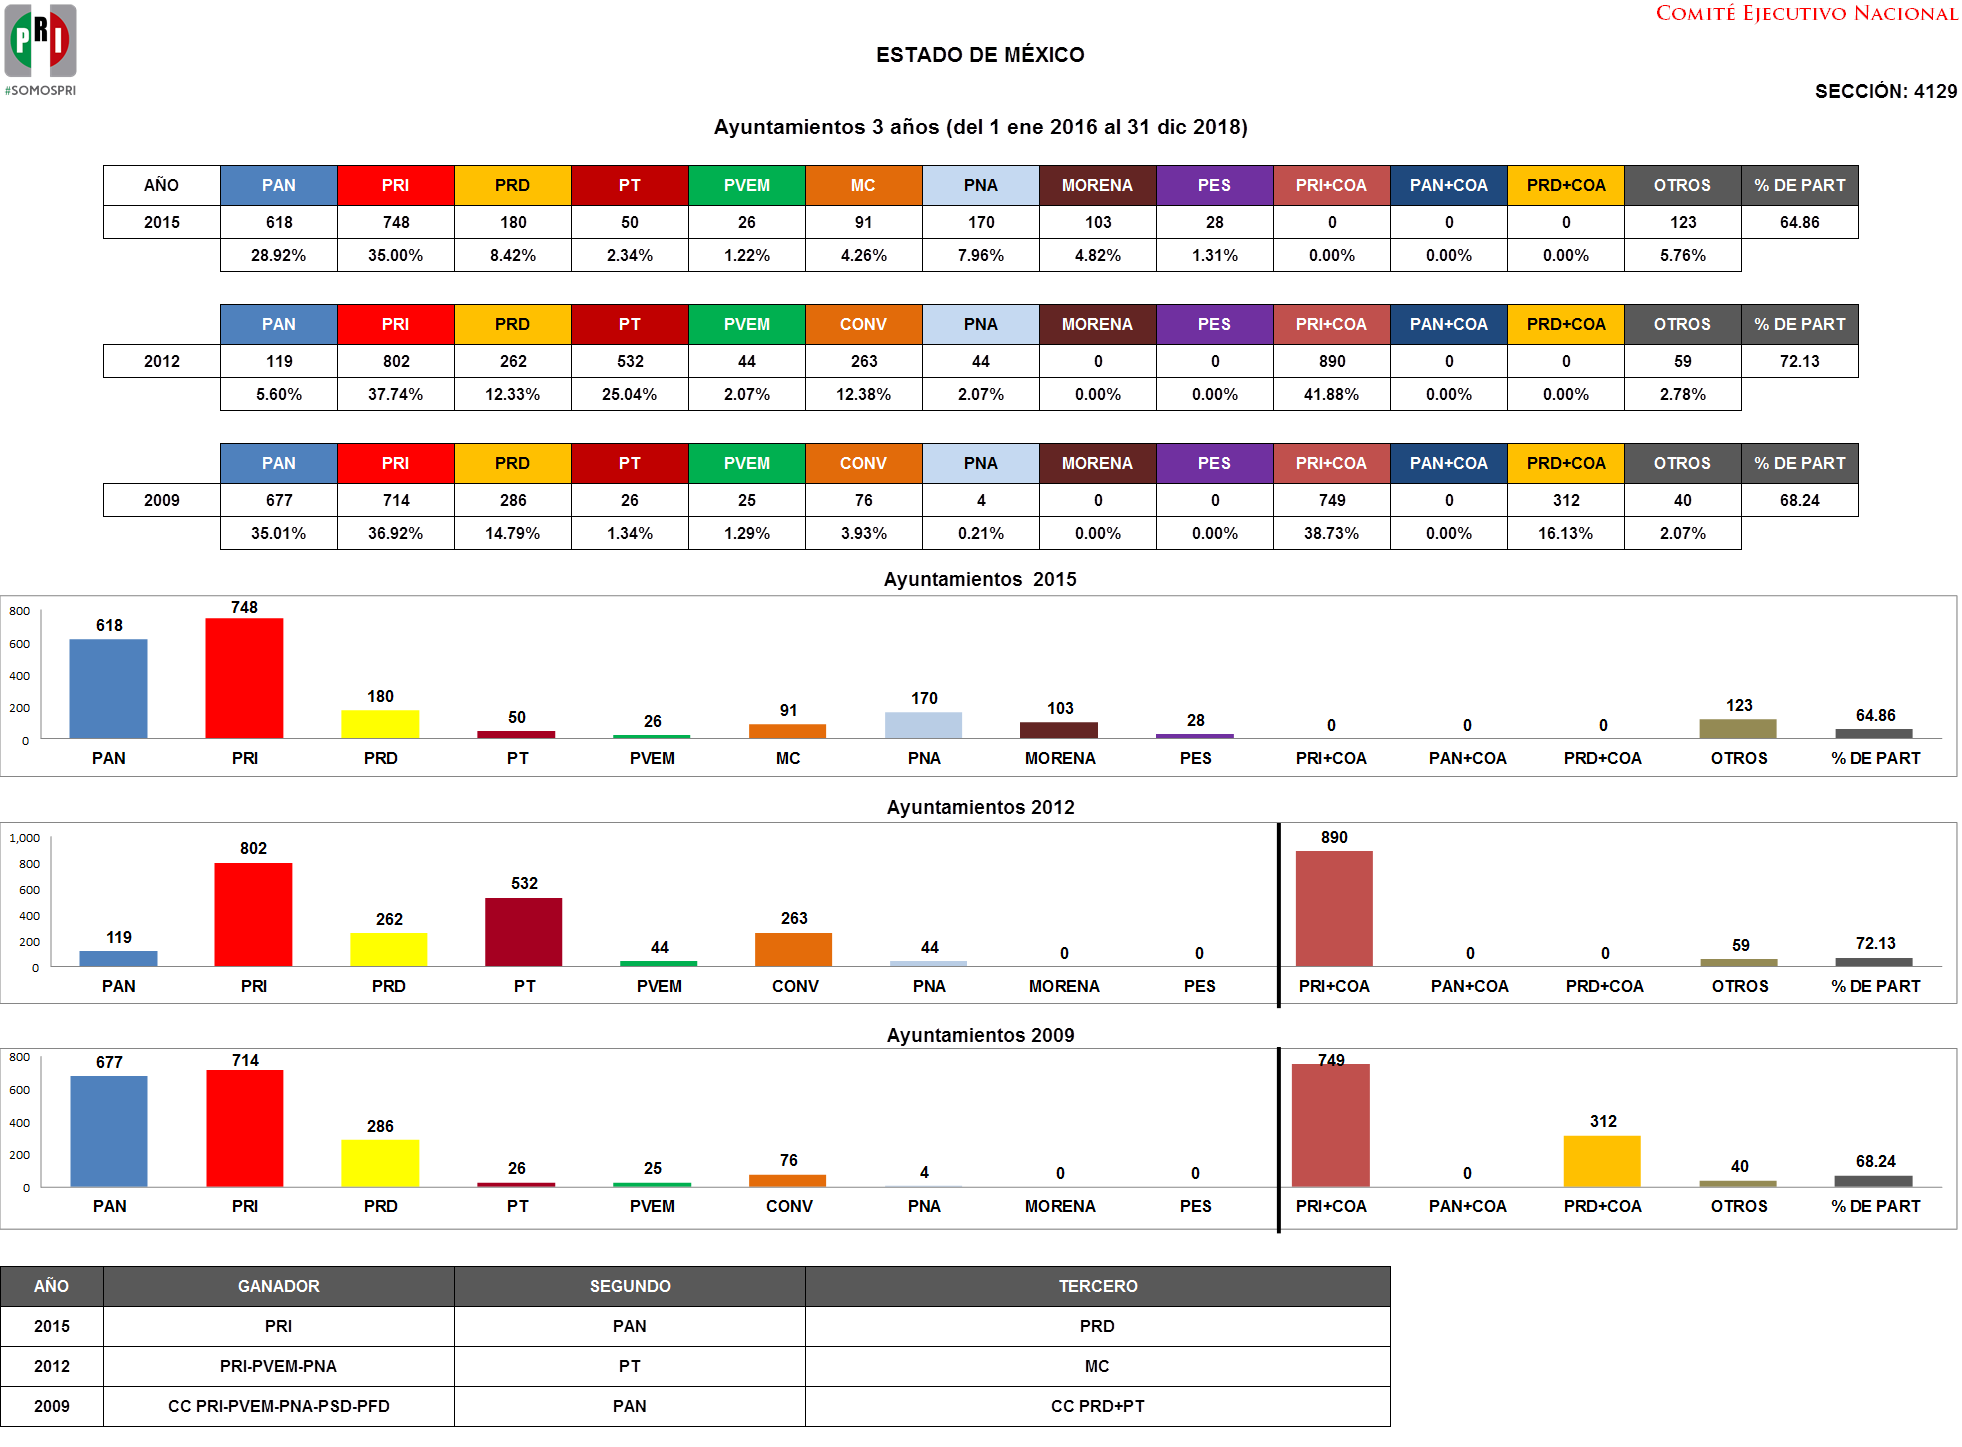 PRI
#SOMOSPRI
COMITÉ EJECUTIVO NACIONAL
ESTADO DE MÉXICO
SECCIÓN: 4129
Ayuntamientos 3 años (del 1 ene 2016 al 31 dic 2018)
AÑO PAN PRI PRD PT PVEM MC PNA MORENA PES PRI+COA PAN+COA PRD+COA OTROS % DE PART
2015 618 748 180 50 26 91 170 103 28 0 0 0 123 64.86
28.92% 35.00% 8.42% 2.34% 1.22% 4.26% 7.96% 4.82% 1.31% 0.00% 0.00% 0.00% 5.76%
PAN PRI PRD PT PVEM CONV PNA MORENA PES PRI+COA PAN+COA PRD+COA OTROS % DE PART
2012 119 802 262 532 44 263 44 0 0 890 0 0 59 72.13
5.60% 37.74% 12.33% 25.04% 2.07% 12.38% 2.07% 0.00% 0.00% 41.88% 0.00% 0.00% 2.78%
PAN PRI PRD PT PVEM CONV PNA MORENA PES PRI+COA PAN+COA PRD+COA OTROS % DE PART
2009 677 714 286 26 25 76 4 0 0 749 0 312 40 68.24
35.01% 36.92% 14.79% 1.34% 1.29% 3.93% 0.21% 0.00% 0.00% 38.73% 0.00% 16.13% 2.07%
Ayuntamientos 2015
800
600
400
200
0
618 748 180 50 26 91 170 103 28 0 0 0 123 64.86
PAN PRI PRD PT PVEM MC PNA MORENA PES PRI+COA PAN+COA PRD+COA OTROS % DE PART
Ayuntamientos 2012
1,000
800
600
400
200
0
119 802 262 532 44 263 44 0 0 890 0 0 59 72.13
PAN PRI PRD PT PVEM CONV PNA MORENA PES PRI+COA PAN+COA PRD+COA OTROS % DE PART
Ayuntamientos 2009
800
600
400
200
0
677 714 286 26 25 76 4 0 0 749 0 312 40 68.24
PAN PRI PRD PT PVEM CONV PNA MORENA PES PRI+COA PAN+COA PRD+COA OTROS % DE PART
AÑO GANADOR SEGUNDO TERCERO
2015 PRI PAN PRD
2012 PRI-PVEM-PNA PT MC
2009 CC PRI-PVEM-PNA-PSD-PFD PAN CC PRD+PT